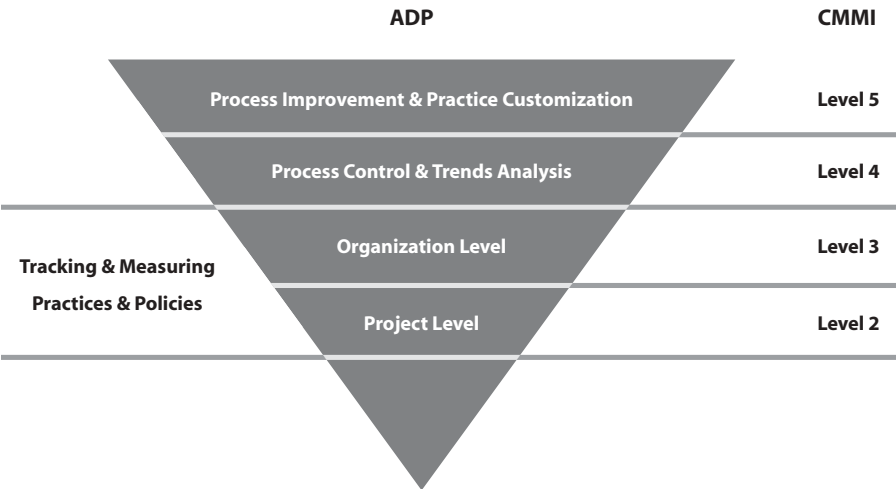 ADP
CMMI
Process Improvement & Practice Customization
Level 5
Process Control & Trends Analysis
Level 4
Organization Level
Level 3
Tracking & Measuring
Practices & Policies
Project Level
Level 2